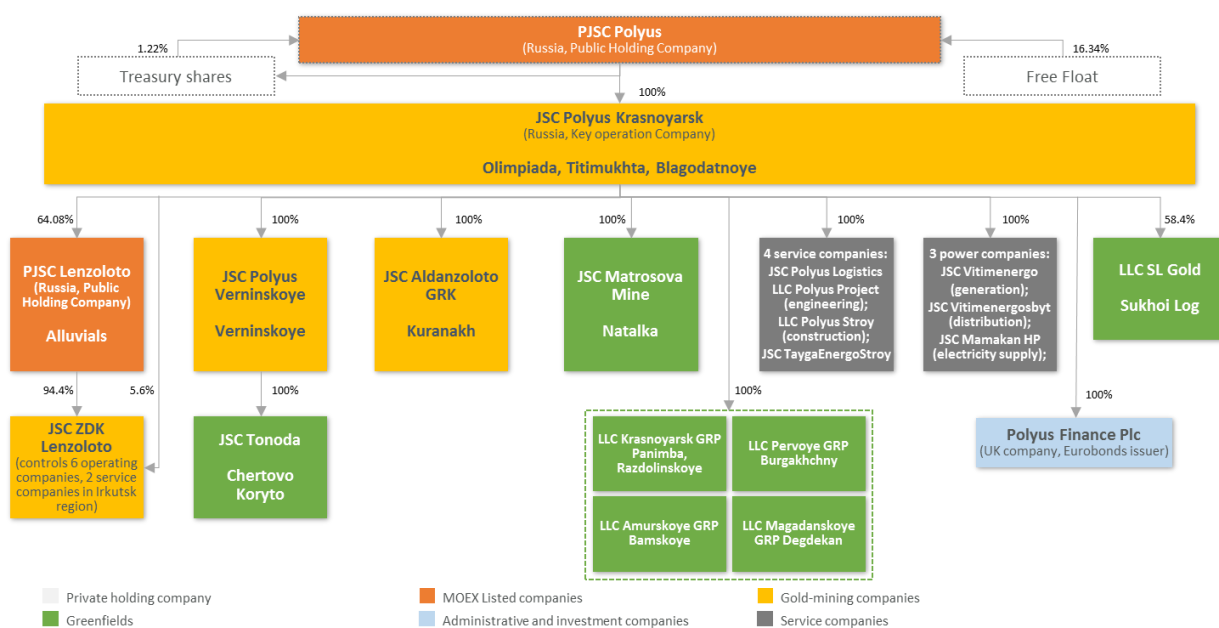 PJSC Polyus
(Russia, Public Holding Company)
1.22%
16.34%
Treasury shares
Free Float
100%
JSC Polyus Krasnoyarsk
(Russia, Key operation Company)
Olimpiada, Titimukhta, Blagodatnoye
64.08%
100%
100%
100%
100%
100%
58.4%
PJSC Lenzoloto
(Russia, Public
Holding Company)
Alluvials
JSC Polyus
Verninskoye
Verninskoye
JSC Aldanzoloto
GRK
Kuranakh
JSC Matrosova
Mine
Natalka
4 service companies:
JSC Polyus Logistics
LLC Polyus Project
(engineering);
LLC Polyus Stroy
(construction);
JSC TaygaEnergoStroy
3 power companies:
JSC Vitimenergo
(generation);
JSC Vitimenergosbyt
(distribution);
JSC Mamakan HP
(electricity supply);
LLC SL Gold
Sukhoi Log
94.4%
5.6%
100%
100%
100%
JSC ZDK
Lenzoloto
(controls 6 operating
companies, 2 service
companies in Irkutsk
region)
JSC Tonoda
Chertovo
Koryto
LLC Krasnoyarsk GRP
Panimba,
Razdolinskoye
LLC Pervoye GRP
Burgakhchny
LLC Amurskoye GRP
Bamskoye
LLC Magadanskoye
GRP Degdekan
Polyus Finance Plc
(UK company, Eurobonds issuer)
Private holding company
MOEX Listed companies
Gold-mining companies
Greenfields
Administrative and investment companies
Service companies